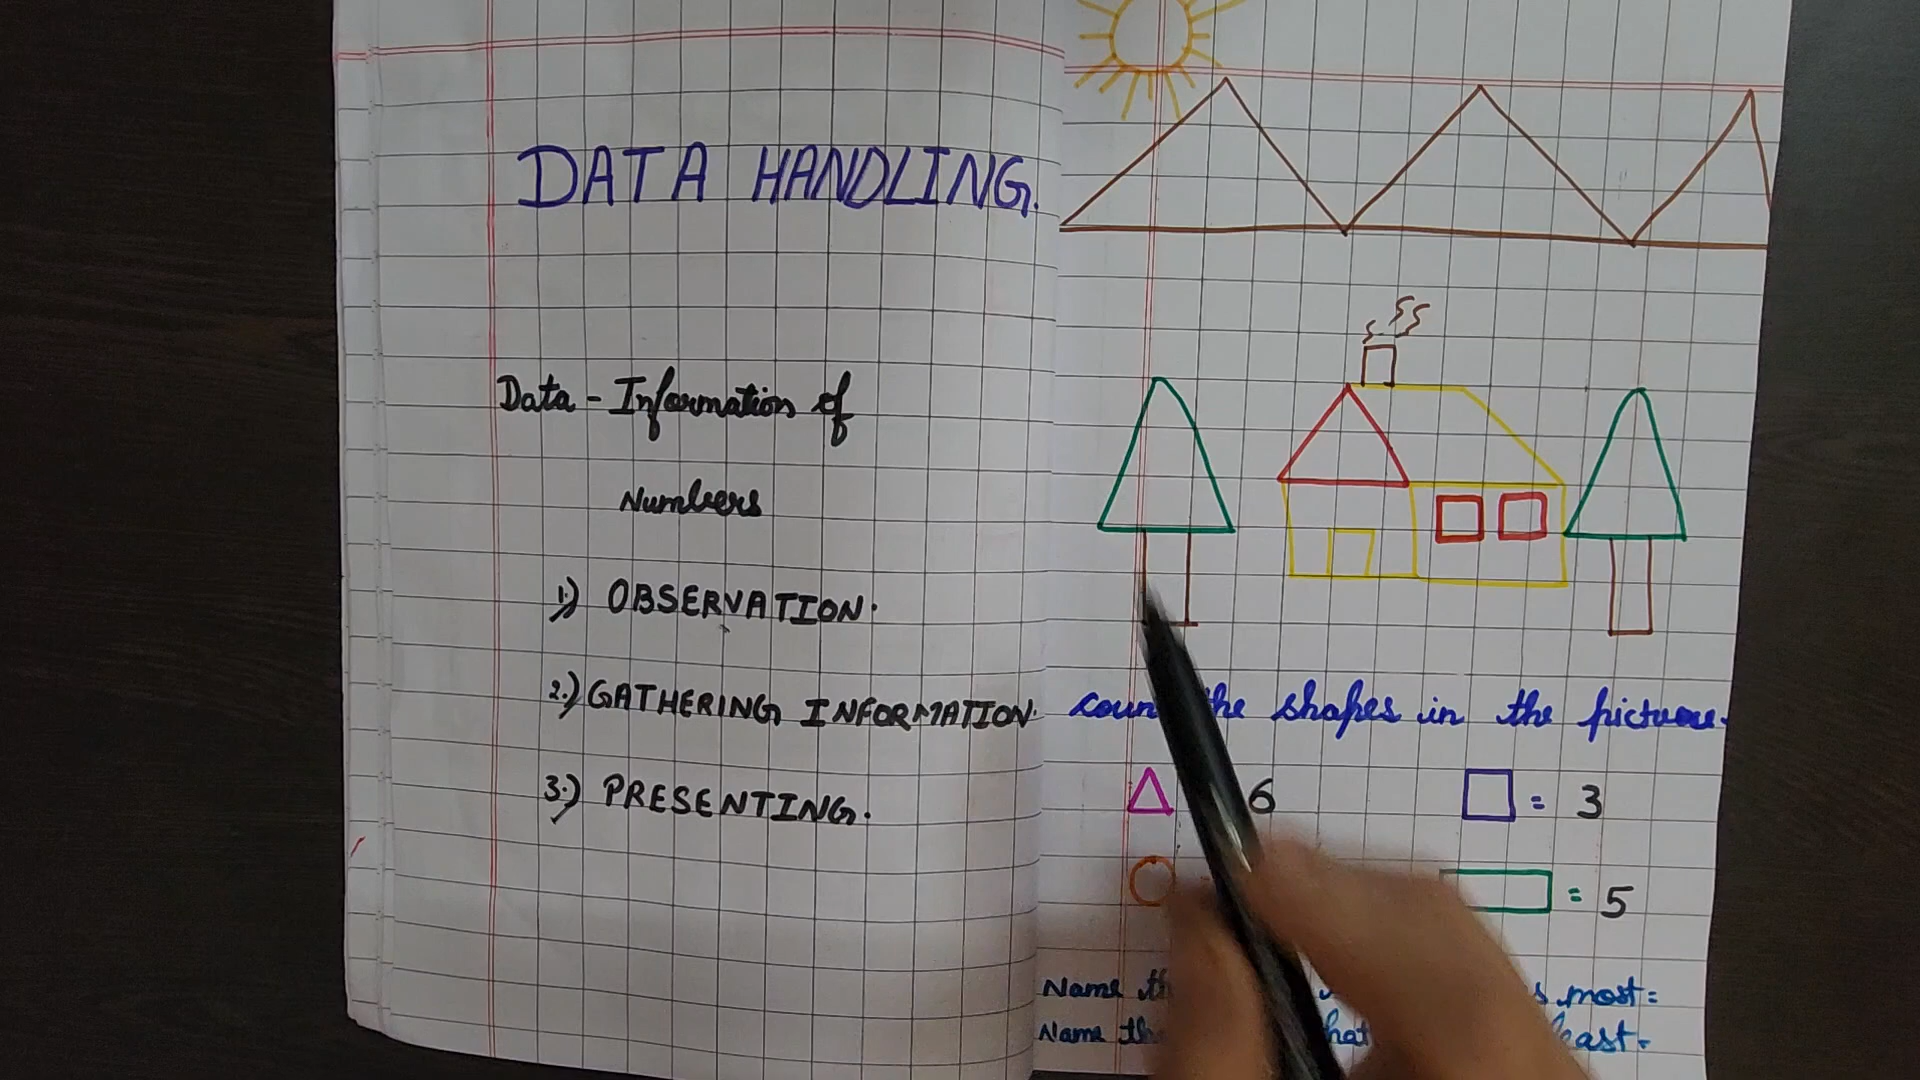 DATA HANDLING.
Data - Information of
Numbers
1.) OBSERVATION.
2.) GATHERING INFORMATION.
3.) PRESENTING.
the shapes in the picture.
6
= 3
= 5
Name most =
Name